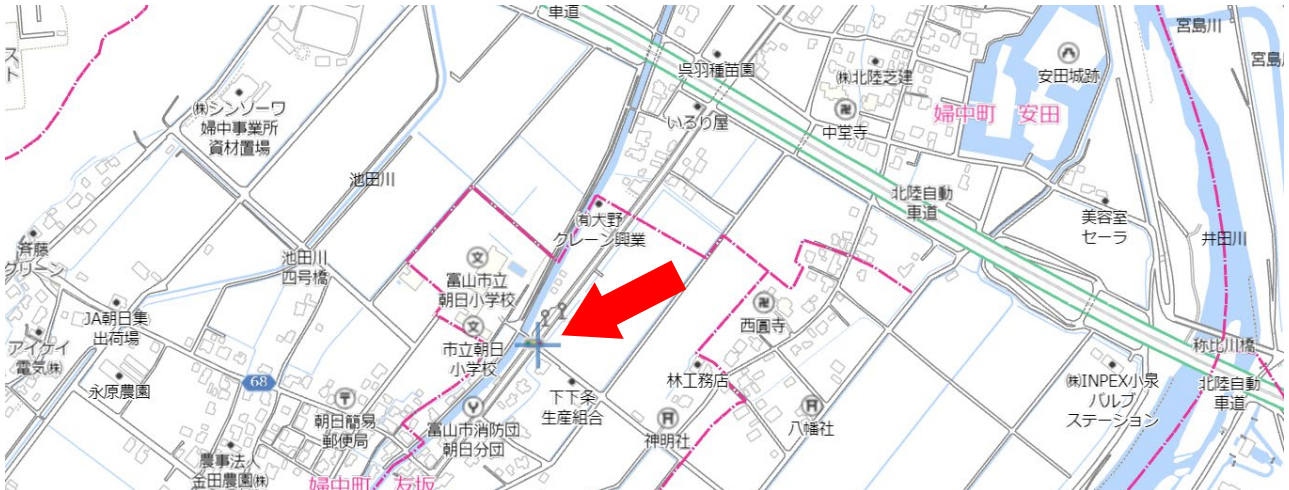 車道
宮島川
宮島
スト
呉羽種苗園
㈱北陸芝建
安田城跡
㈱シンソーワ
婦中事業所
資材置場
いろり屋
中堂寺
婦中町 安田
池田川
北陸自動
車道
美容室
セーラ
井田川
㈲大野
クレーン興業
斉藤
グリーン
池田川
四号橋
富山市立
朝日小学校
西圓寺
JA朝日集
出荷場
市立朝日
小学校
称比川橋
アイケイ
電気㈱
68
永原農園
下下条
生産組合
林工務店
㈱INPEX小泉
バルブ
ステーション
北陸自動
車道
朝日簡易
郵便局
富山市消防団
朝日分団
神明社
八幡社
農事法人
金田農園㈱
婦中町 友坂